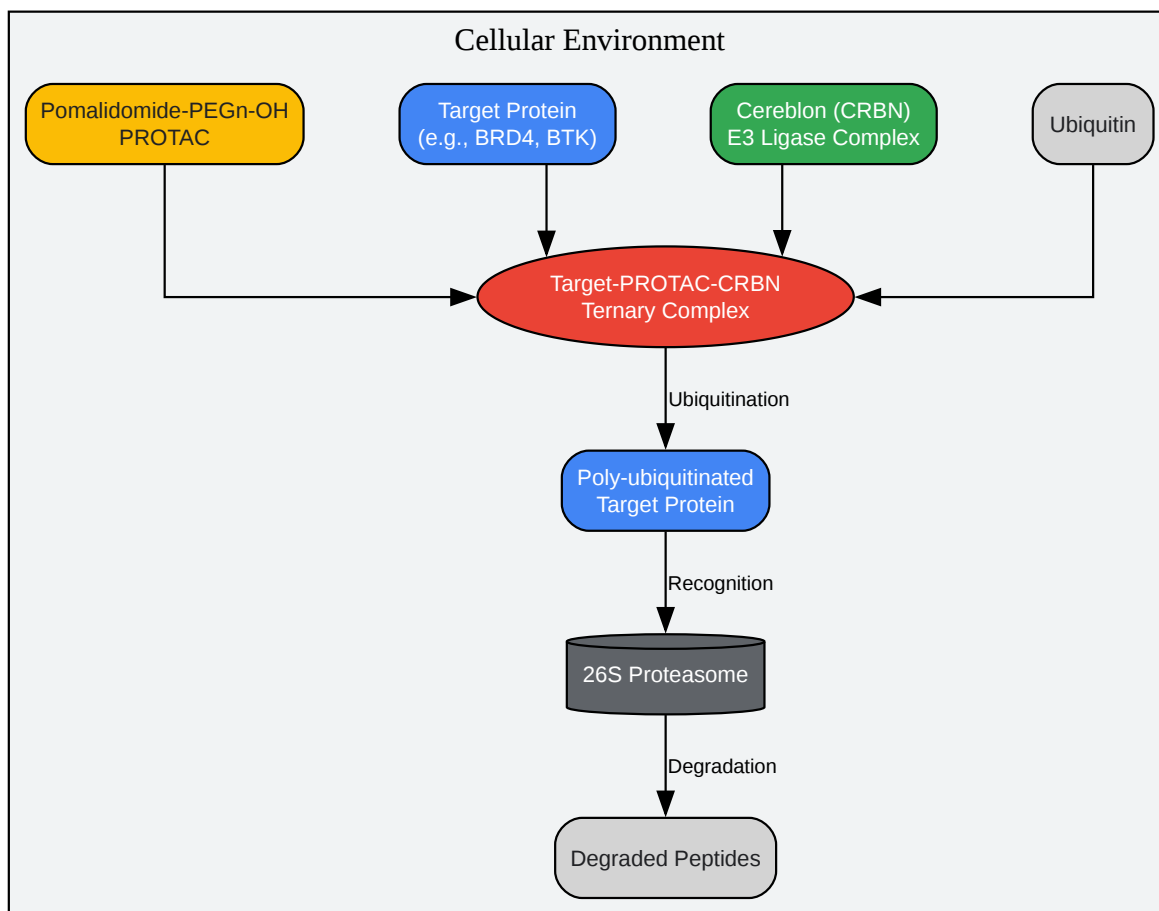 Cellular Environment
Pomalidomide-PEGn-OH
PROTAC
Target Protein
(e.g., BRD4, BTK)
Cereblon (CRBN)
E3 Ligase Complex
Ubiquitin
Target-PROTAC-CRBN
Ternary Complex
Ubiquitination
Poly-ubiquitinated
Target Protein
Recognition
26S Proteasome
Degradation
Degraded Peptides